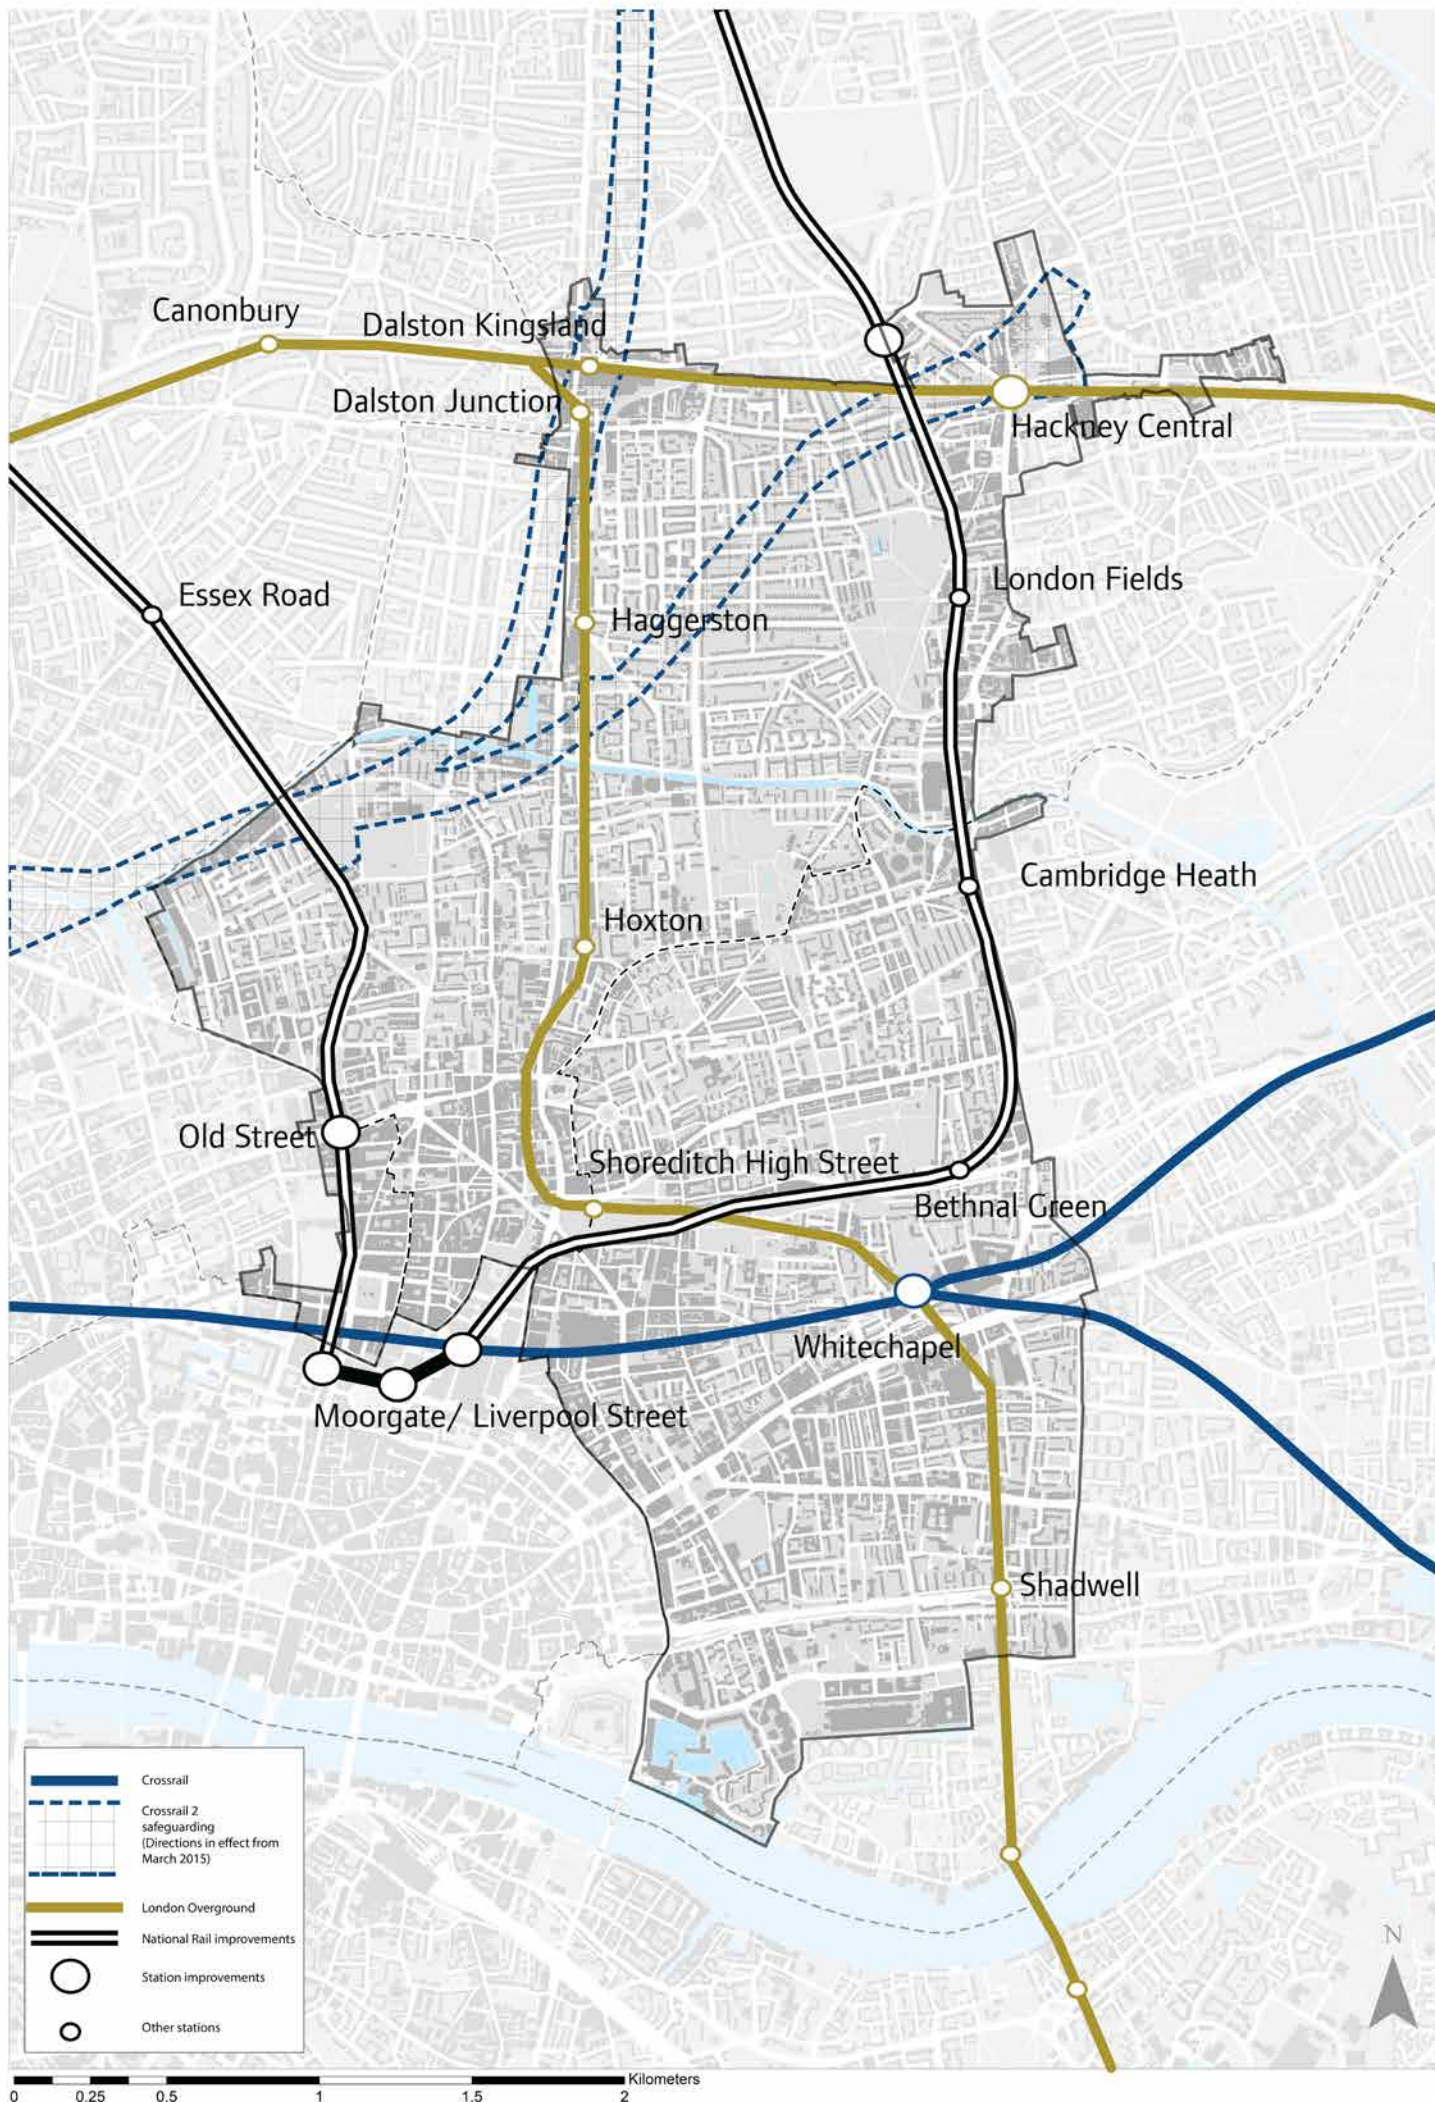 Canonbury
Dalston Kingsland
Dalston Junction
Hackney Central
Essex Road
London Fields
Haggerston
Cambridge Heath
Hoxton
Old Street
Shoreditch High Street
Bethnal Green
Whitechapel
Moorgate/ Liverpool Street
Shadwell
Crossrail
Crossrail 2
safeguarding
(Directions in effect from
March 2015)
London Overground
National Rail improvements
Station improvements
Other stations
N
Kilometers
0 0.25 0.5 1 1.5 2